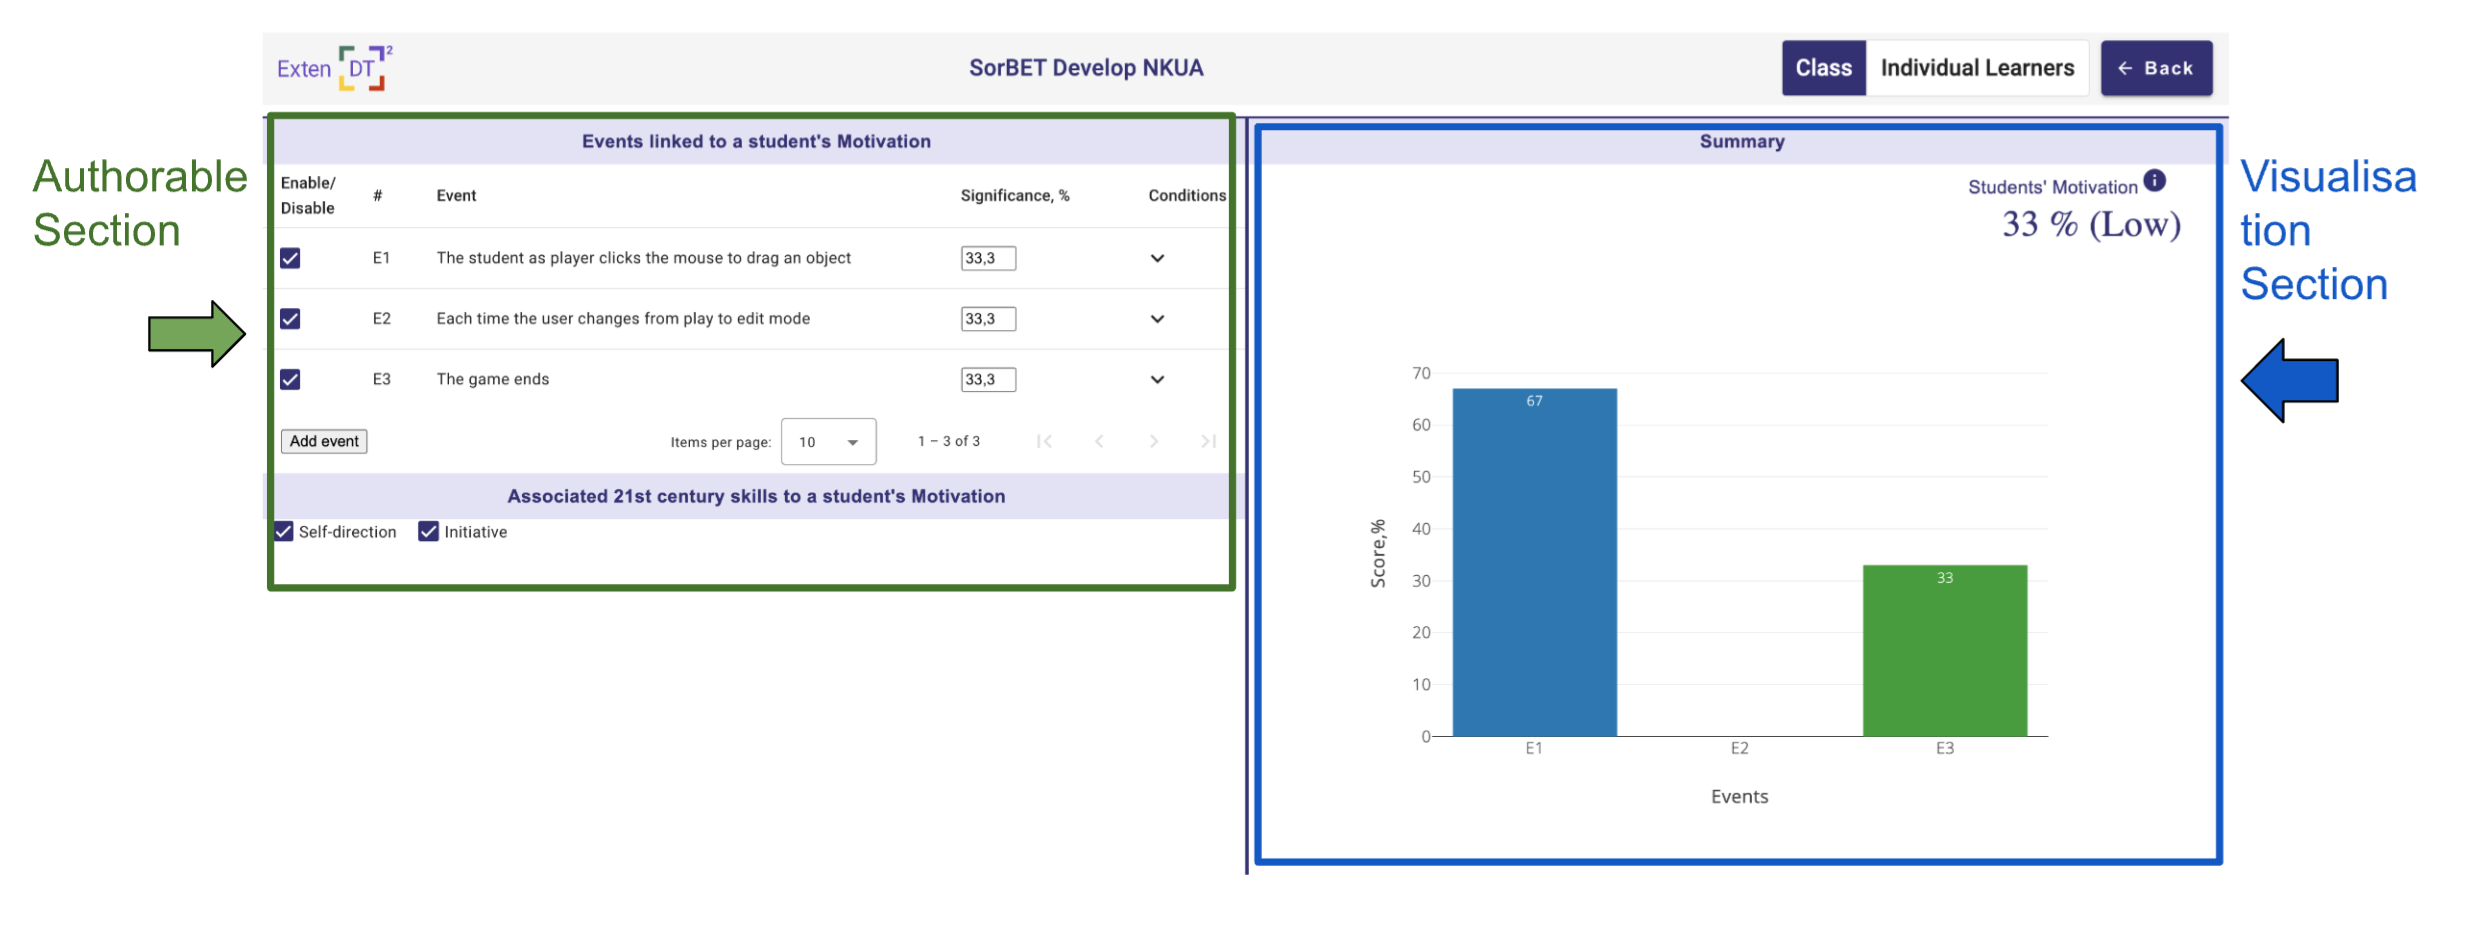 Exten DT 2
SorBET Develop NKUA
Class Individual Learners ← Back
Authorable
Section
Events linked to a student's Motivation
Enable/
Disable
# Event Significance, % Conditions
E1 The student as player clicks the mouse to drag an object 33,3
E2 Each time the user changes from play to edit mode 33,3
E3 The game ends 33,3
Add event Items per page: 10 1 – 3 of 3
Associated 21st century skills to a student's Motivation
Self-direction Initiative
Summary
Students' Motivation i
33 % (Low)
70
60
50
40
30
20
10
0
Score,%
67
33
E1 E2 E3
Events
Visualisa
tion
Section